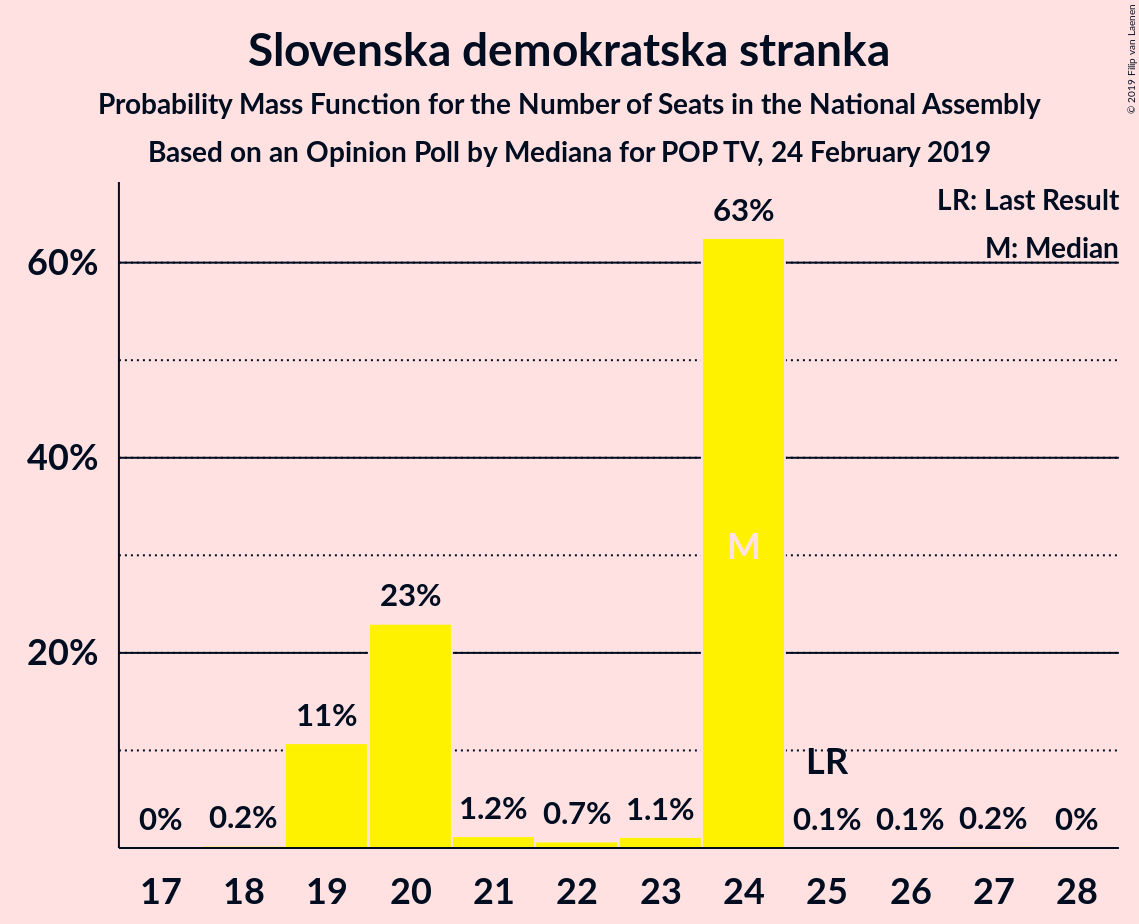 Slovenska demokratska stranka
Probability Mass Function for the Number of Seats in the National Assembly
Based on an Opinion Poll by Mediana for POP TV, 24 February 2019
© 2019 Filip van Laenen
LR: Last Result
M: Median
60%
40%
20%
0%
0.2%
11%
23%
1.2%
0.7%
1.1%
63%
M
LR
0.1%
0.1%
0.2%
0%
17 18 19 20 21 22 23 24 25 26 27 28